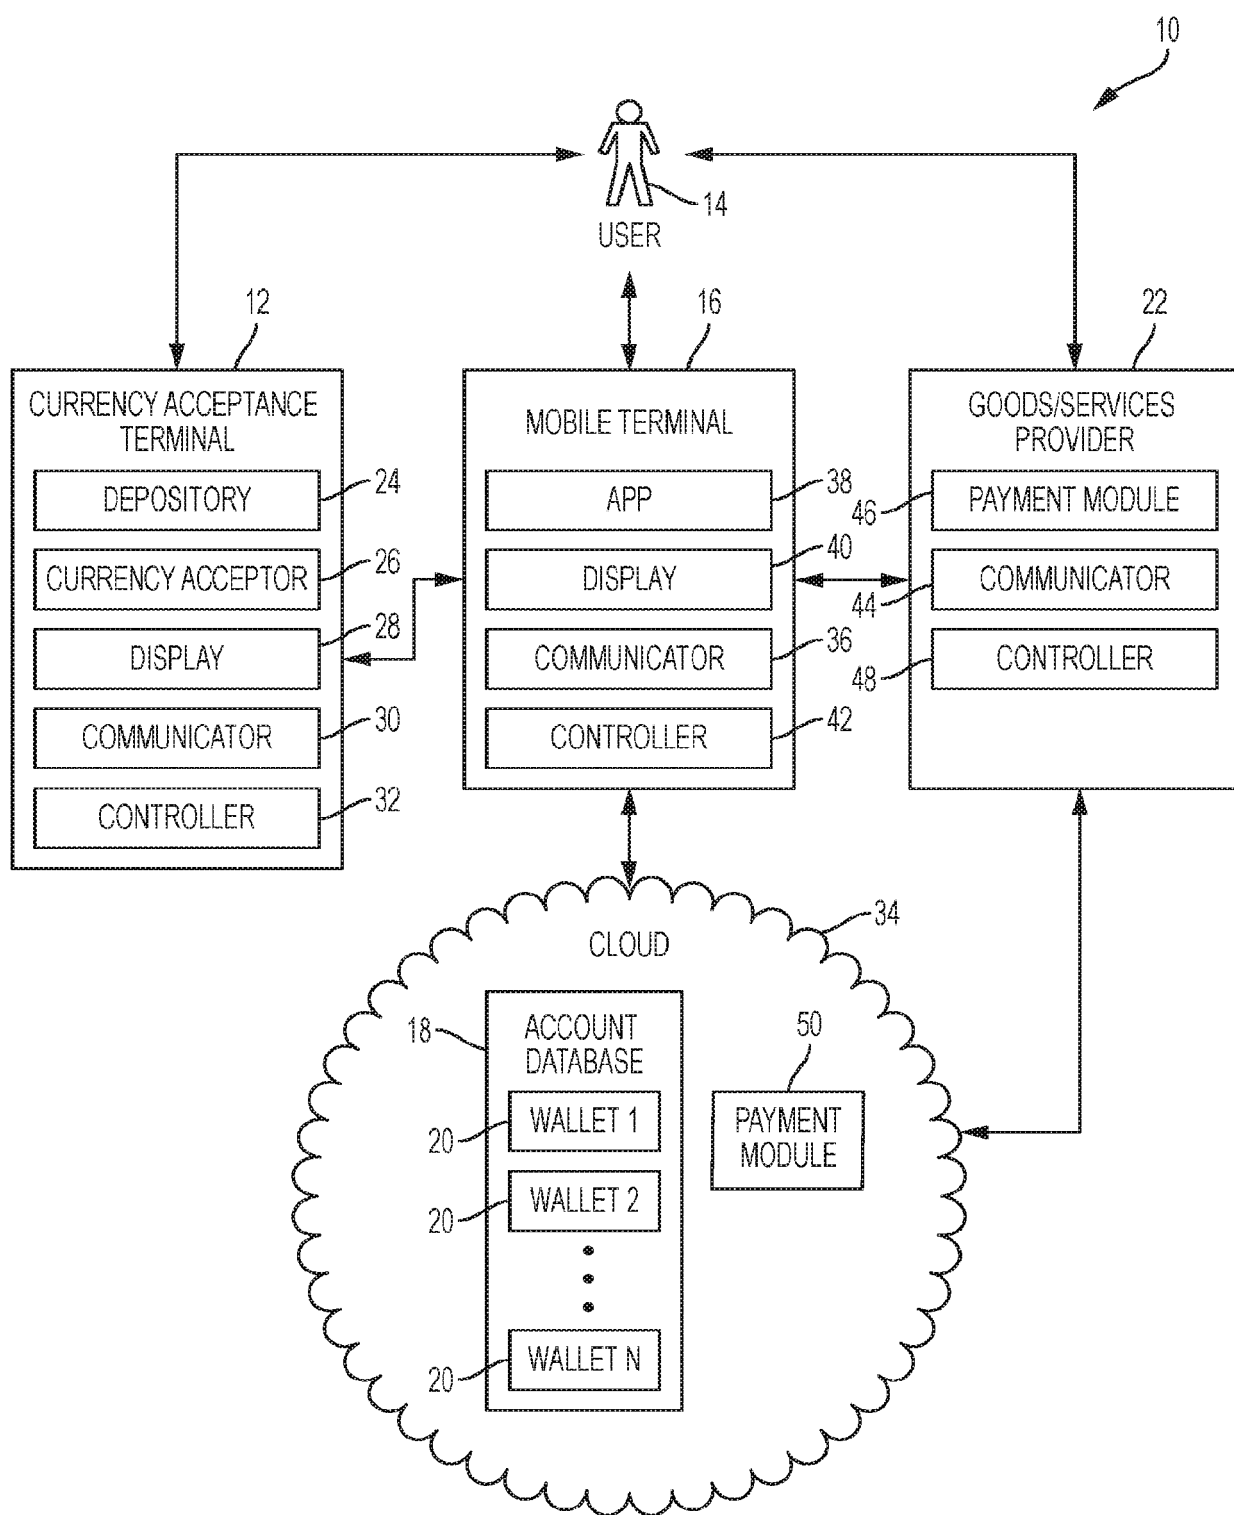 10
14
USER
12
CURRENCY ACCEPTANCE
TERMINAL
DEPOSITORY
24
CURRENCY ACCEPTOR
26
DISPLAY
28
COMMUNICATOR
30
CONTROLLER
32
16
MOBILE TERMINAL
APP
38
DISPLAY
40
COMMUNICATOR
36
CONTROLLER
42
22
GOODS/SERVICES
PROVIDER
PAYMENT MODULE
46
COMMUNICATOR
44
CONTROLLER
48
34
CLOUD
18
ACCOUNT
DATABASE
WALLET 1
20
WALLET 2
20
WALLET N
20
50
PAYMENT
MODULE